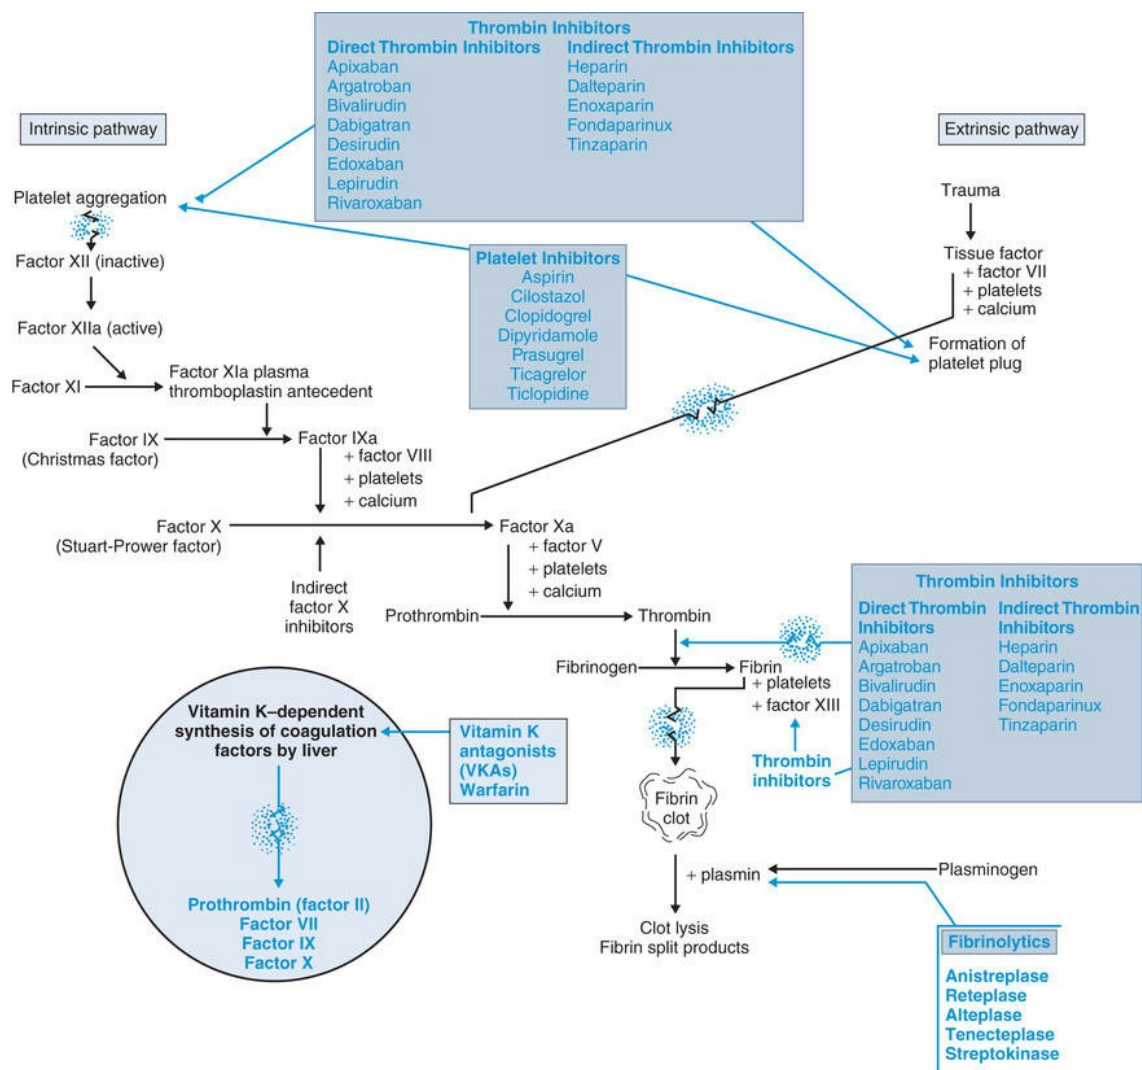 Thrombin Inhibitors
Direct Thrombin Inhibitors
Apixaban
Argatroban
Bivalirudin
Dabigatran
Desirudin
Edoxaban
Lepirudin
Rivaroxaban
Indirect Thrombin Inhibitors
Heparin
Dalteparin
Enoxaparin
Fondaparinux
Tinzaparin
Intrinsic pathway
Extrinsic pathway
Platelet aggregation
Factor XII (inactive)
Factor XIIa (active)
Factor XI
Factor XIa plasma
thromboplastin antecedent
Factor IX
(Christmas factor)
Factor IXa
+ factor VIII
+ platelets
+ calcium
Platelet Inhibitors
Aspirin
Cilostazol
Clopidogrel
Dipyridamole
Prasugrel
Ticagrelor
Ticlopidine
Trauma
Tissue factor
+ factor VII
+ platelets
+ calcium
Formation of
platelet plug
Factor X
(Stuart-Prower factor)
Factor Xa
+ factor V
+ platelets
+ calcium
Indirect
factor X
inhibitors
Prothrombin
Thrombin
Fibrinogen
Fibrin
+ platelets
+ factor XIII
Thrombin
inhibitors
Thrombin Inhibitors
Direct Thrombin
Inhibitors
Apixaban
Argatroban
Bivalirudin
Dabigatran
Desirudin
Edoxaban
Lepirudin
Rivaroxaban
Indirect Thrombin
Inhibitors
Heparin
Dalteparin
Enoxaparin
Fondaparinux
Tinzaparin
Vitamin K–dependent
synthesis of coagulation
factors by liver
Vitamin K
antagonists
(VKAs)
Warfarin
Prothrombin (factor II)
Factor VII
Factor IX
Factor X
Fibrin
clot
+ plasmin
Plasminogen
Clot lysis
Fibrin split products
Fibrinolytics
Anistreplase
Reteplase
Alteplase
Tenecteplase
Streptokinase